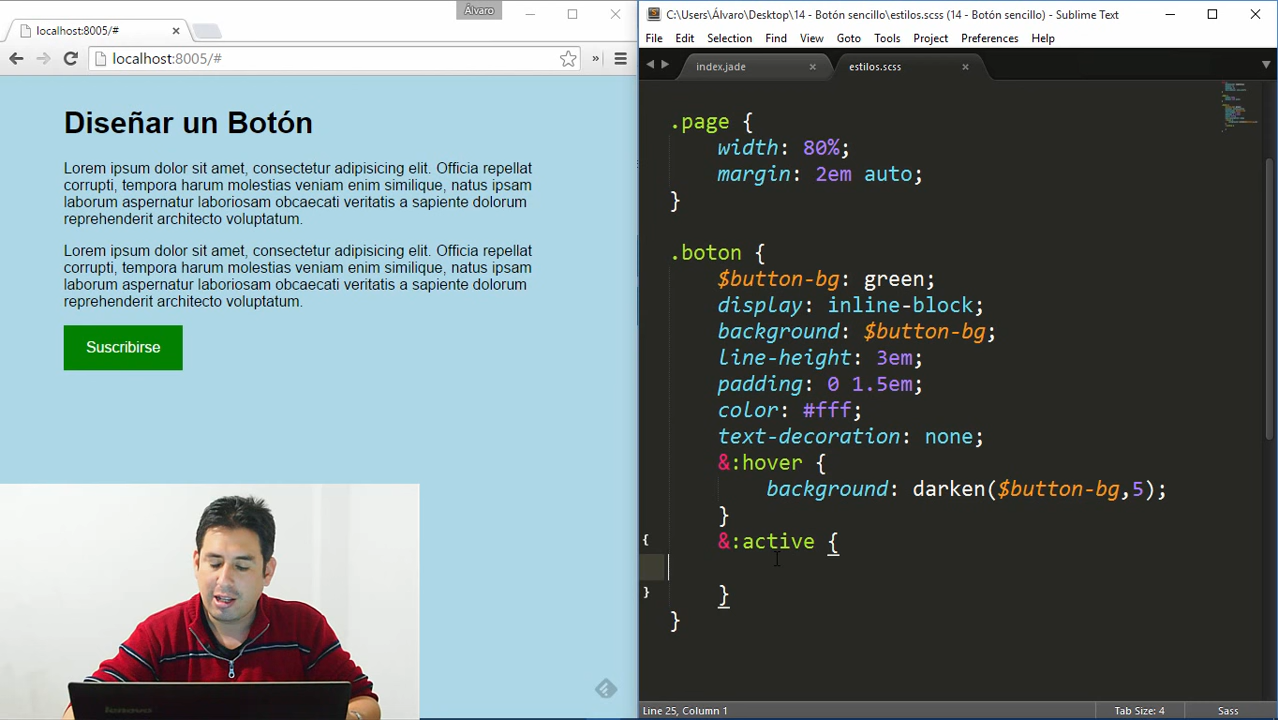 Álvaro
localhost:8005/#
localhost:8005/#
»
Diseñar un Botón
Lorem ipsum dolor sit amet, consectetur adipisicing elit. Officia repellat
corrupti, tempora harum molestias veniam enim similique, natus ipsam
laborum aspernatur laboriosam obcaecati veritatis a sapiente dolorum
reprehenderit architecto voluptatum.
Lorem ipsum dolor sit amet, consectetur adipisicing elit. Officia repellat
corrupti, tempora harum molestias veniam enim similique, natus ipsam
laborum aspernatur laboriosam obcaecati veritatis a sapiente dolorum
reprehenderit architecto voluptatum.
Suscribirse
C:\Users\Álvaro\Desktop\14 - Botón sencillo\estilos.scss (14 - Botón sencillo) - Sublime Text
File Edit Selection Find View Goto Tools Project Preferences Help
index.jade estilos.scss
.page {
width: 80%;
margin: 2em auto;
}
.boton {
$button-bg: green;
display: inline-block;
background: $button-bg;
line-height: 3em;
padding: 0 1.5em;
color: #fff;
text-decoration: none;
&:hover {
background: darken($button-bg,5);
}
&:active {
}
}
Line 25, Column 1 Tab Size: 4 Sass